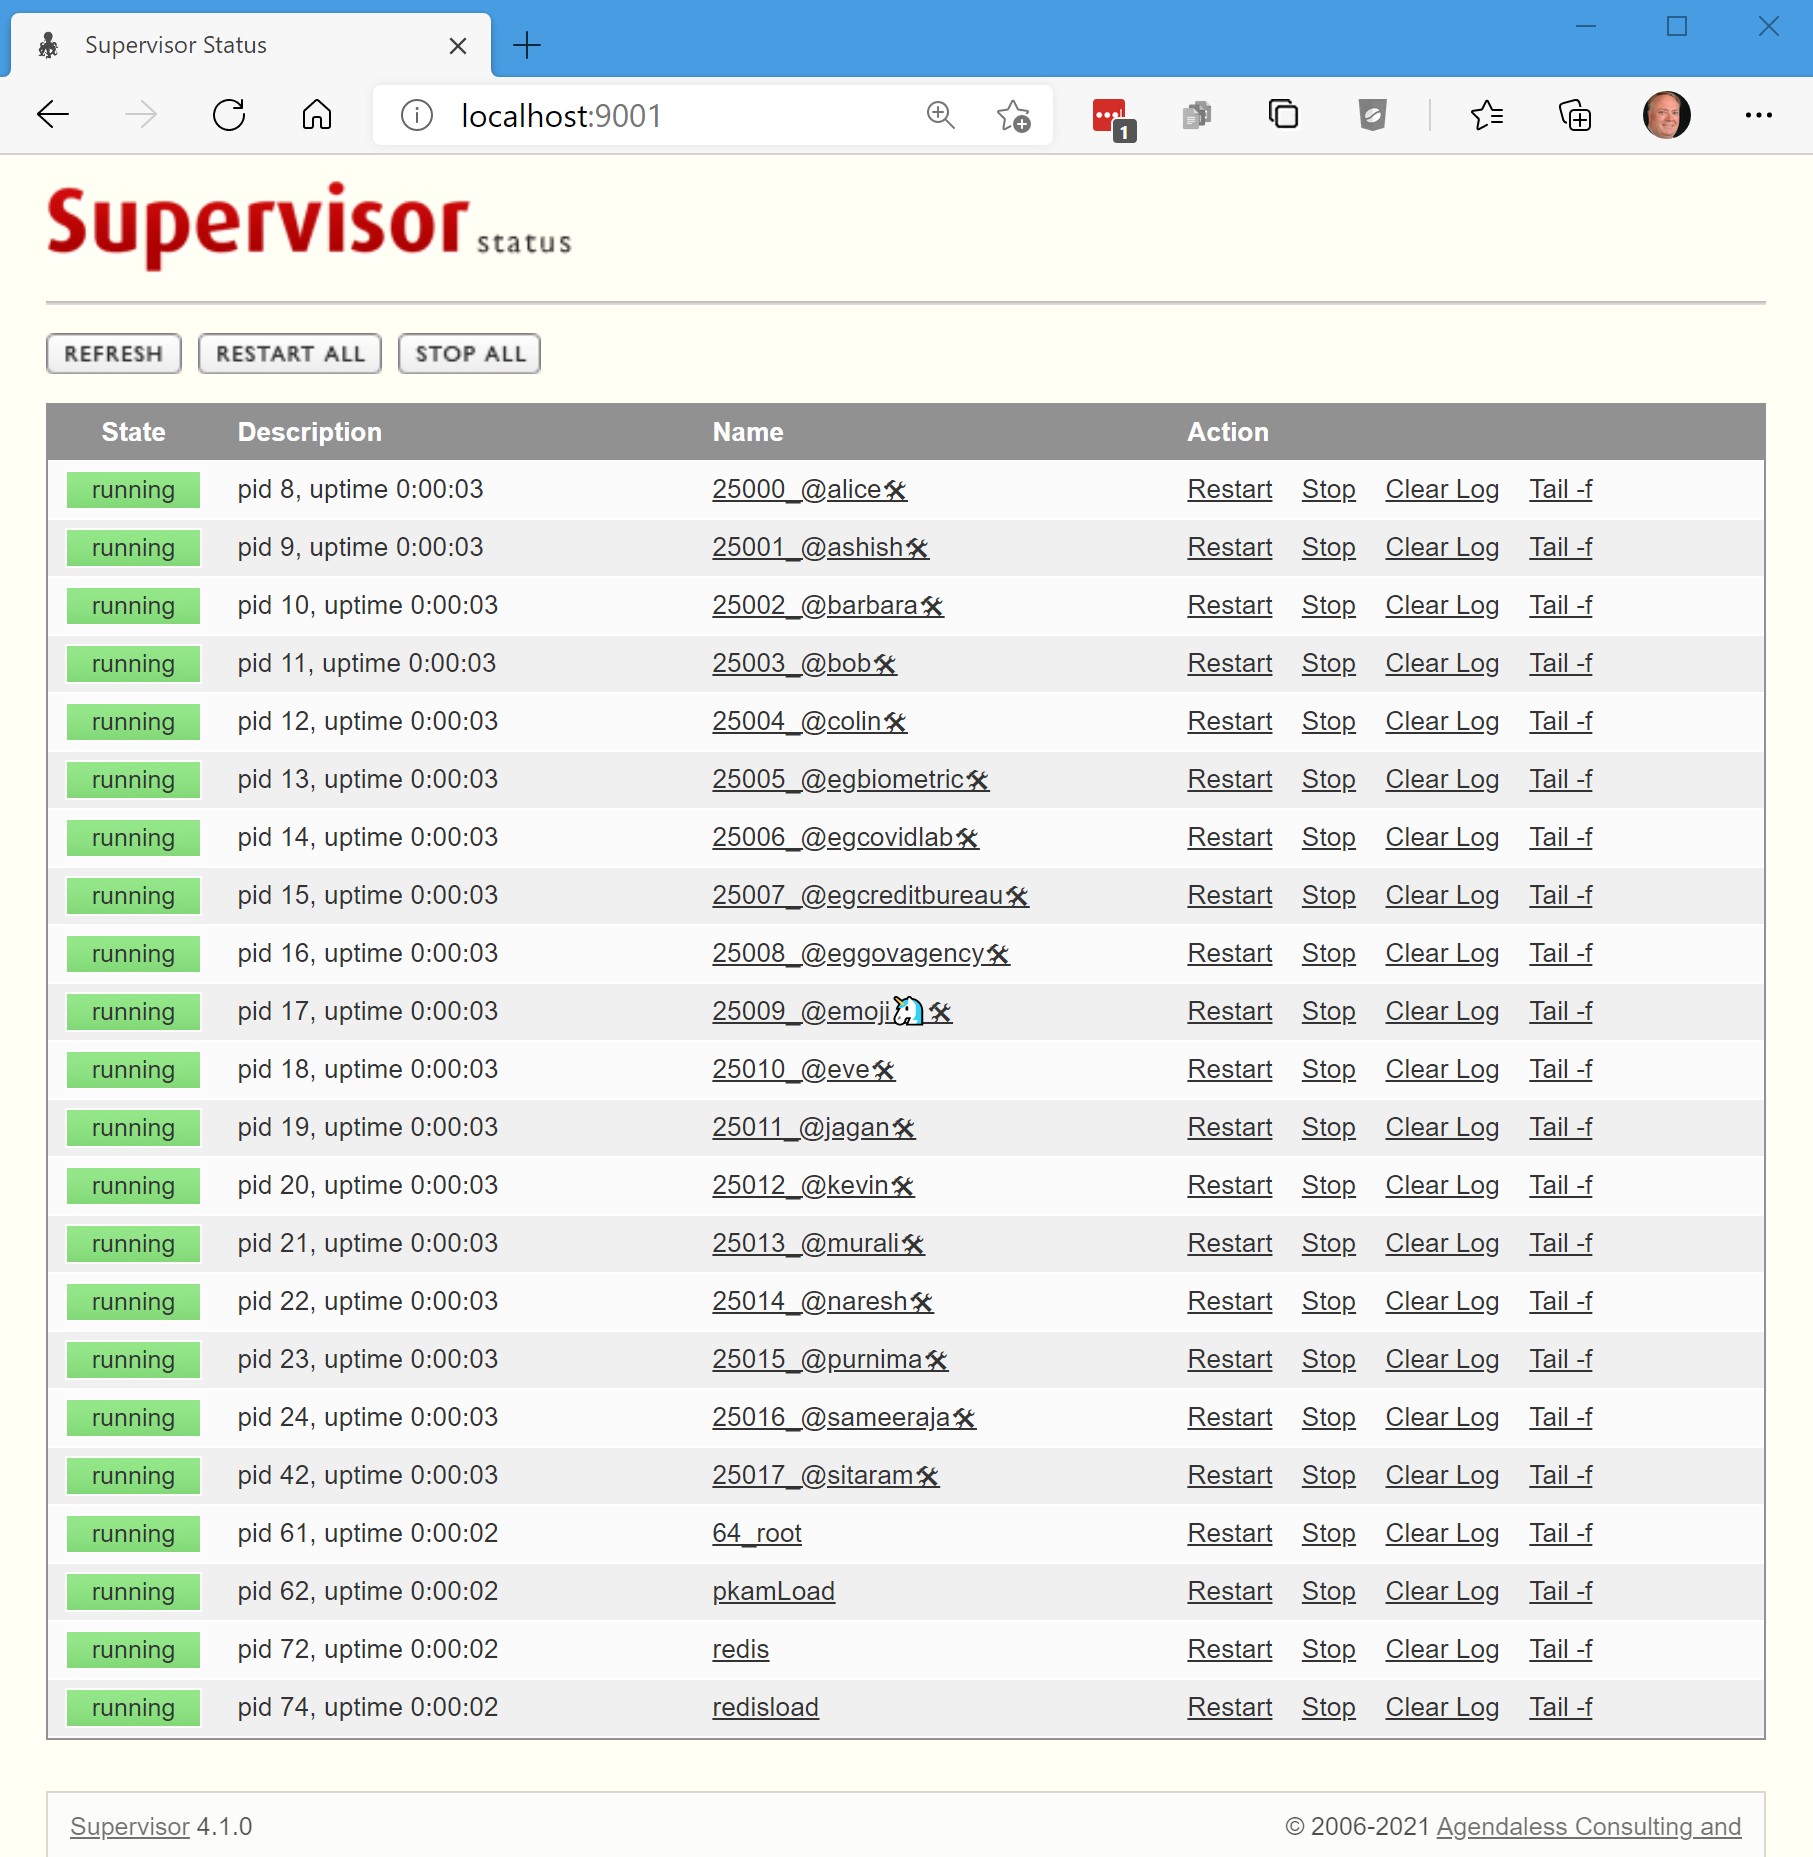 Supervisor Status
localhost:9001
1
Supervisor status
REFRESH RESTART ALL STOP ALL
State Description Name Action
running pid 8, uptime 0:00:03 25000_@alice🛠 Restart Stop Clear Log Tail -f
running pid 9, uptime 0:00:03 25001_@ashish🛠 Restart Stop Clear Log Tail -f
running pid 10, uptime 0:00:03 25002_@barbara🛠 Restart Stop Clear Log Tail -f
running pid 11, uptime 0:00:03 25003_@bob🛠 Restart Stop Clear Log Tail -f
running pid 12, uptime 0:00:03 25004_@colin🛠 Restart Stop Clear Log Tail -f
running pid 13, uptime 0:00:03 25005_@egbiometric🛠 Restart Stop Clear Log Tail -f
running pid 14, uptime 0:00:03 25006_@egcovidlab🛠 Restart Stop Clear Log Tail -f
running pid 15, uptime 0:00:03 25007_@egcreditbureau🛠 Restart Stop Clear Log Tail -f
running pid 16, uptime 0:00:03 25008_@eggovagency🛠 Restart Stop Clear Log Tail -f
running pid 17, uptime 0:00:03 25009_@emoji🦄🛠 Restart Stop Clear Log Tail -f
running pid 18, uptime 0:00:03 25010_@eve🛠 Restart Stop Clear Log Tail -f
running pid 19, uptime 0:00:03 25011_@jagan🛠 Restart Stop Clear Log Tail -f
running pid 20, uptime 0:00:03 25012_@kevin🛠 Restart Stop Clear Log Tail -f
running pid 21, uptime 0:00:03 25013_@murali🛠 Restart Stop Clear Log Tail -f
running pid 22, uptime 0:00:03 25014_@naresh🛠 Restart Stop Clear Log Tail -f
running pid 23, uptime 0:00:03 25015_@purnima🛠 Restart Stop Clear Log Tail -f
running pid 24, uptime 0:00:03 25016_@sameeraja🛠 Restart Stop Clear Log Tail -f
running pid 42, uptime 0:00:03 25017_@sitaram🛠 Restart Stop Clear Log Tail -f
running pid 61, uptime 0:00:02 64_root Restart Stop Clear Log Tail -f
running pid 62, uptime 0:00:02 pkamLoad Restart Stop Clear Log Tail -f
running pid 72, uptime 0:00:02 redis Restart Stop Clear Log Tail -f
running pid 74, uptime 0:00:02 redisload Restart Stop Clear Log Tail -f
Supervisor 4.1.0 © 2006-2021 Agendaless Consulting and